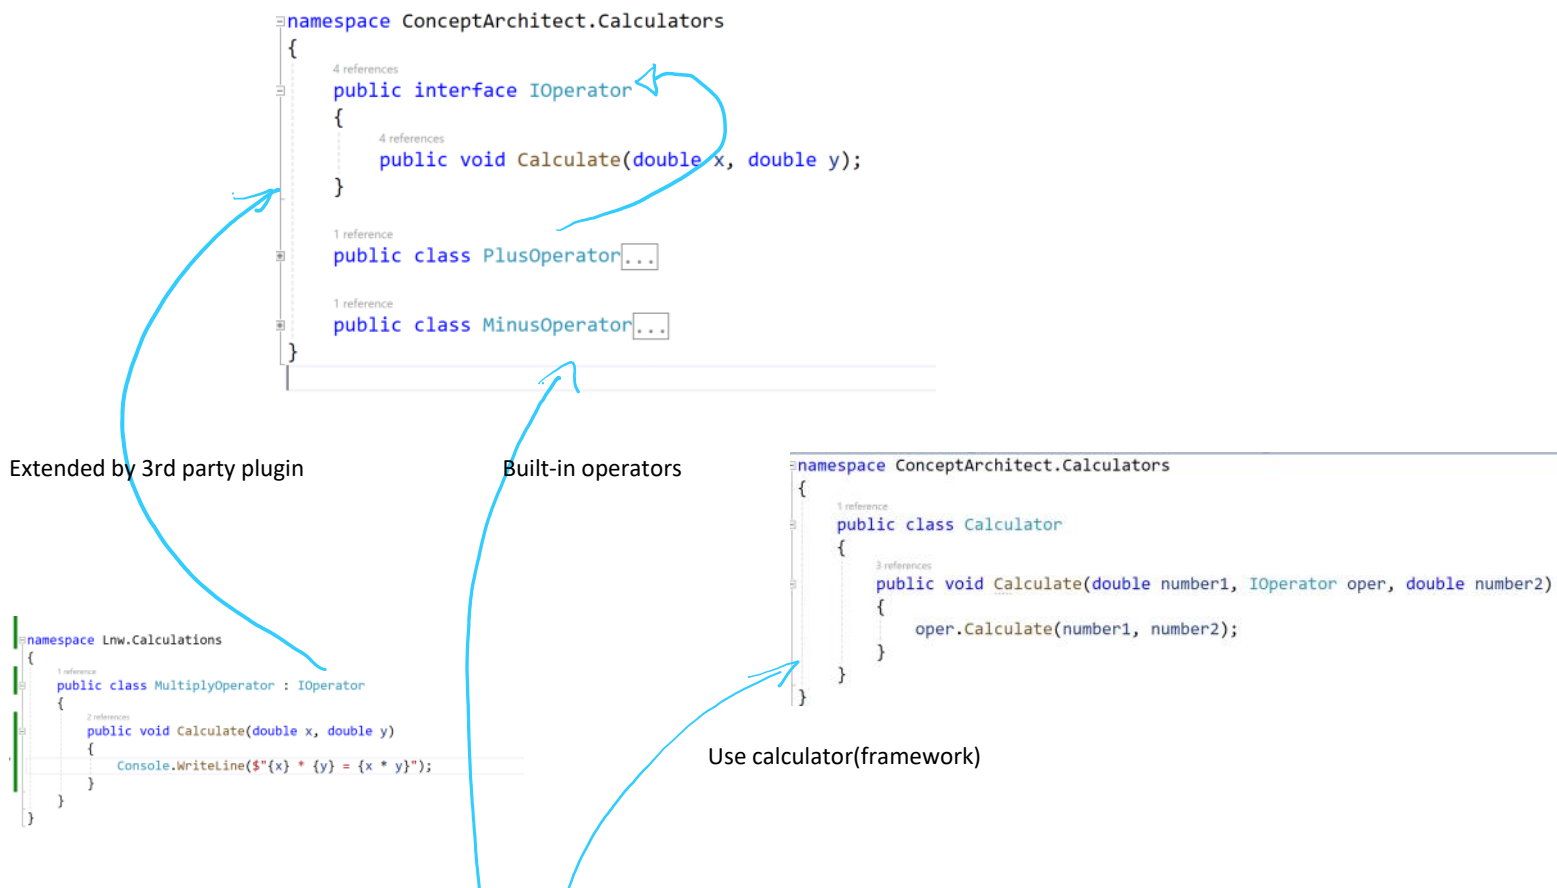 namespace ConceptArchitect.Calculators
{
4 references
public interface IOperator
{
4 references
public void Calculate(double x, double y);
}
1 reference
public class PlusOperator...
1 reference
public class MinusOperator...
}
Extended by 3rd party plugin
Built-in operators
namespace ConceptArchitect.Calculators
{
1 reference
public class Calculator
{
3 references
public void Calculate(double number1, IOperator oper, double number2)
{
oper.Calculate(number1, number2);
}
}
}
namespace Lnw.Calculations
{
1 reference
public class MultiplyOperator : IOperator
{
2 references
public void Calculate(double x, double y)
{
Console.WriteLine($"{x} * {y} = {x * y}");
}
}
}
Use calculator(framework)